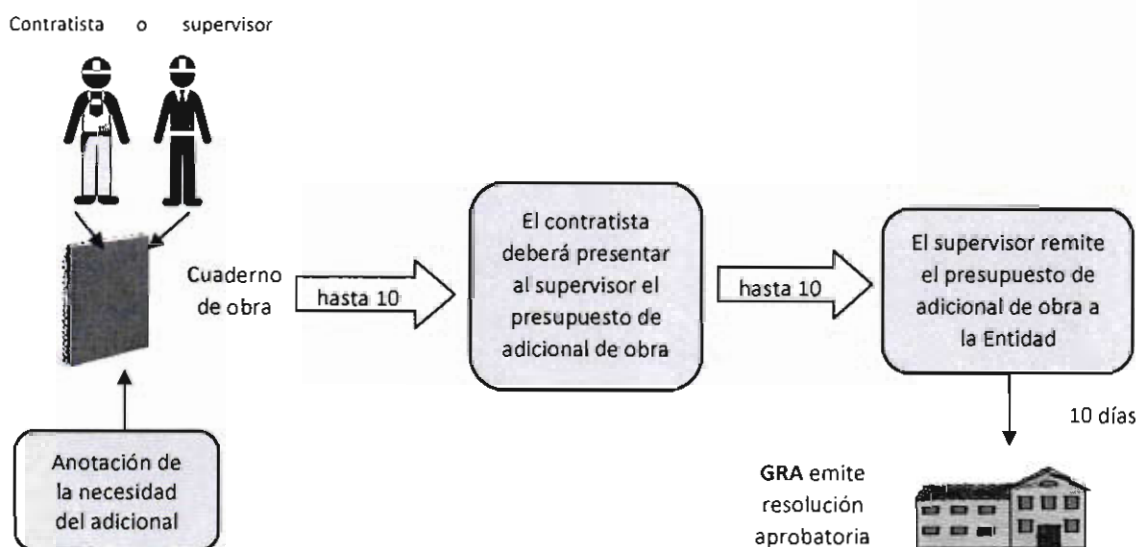 Contratista o supervisor
Cuaderno
de obra
Anotación de
la necesidad
del adicional
hasta 10
El contratista
deberá presentar
al supervisor el
presupuesto de
adicional de obra
hasta 10
El supervisor remite
el presupuesto de
adicional de obra a
la Entidad
10 días
GRA emite
resolución
aprobatoria